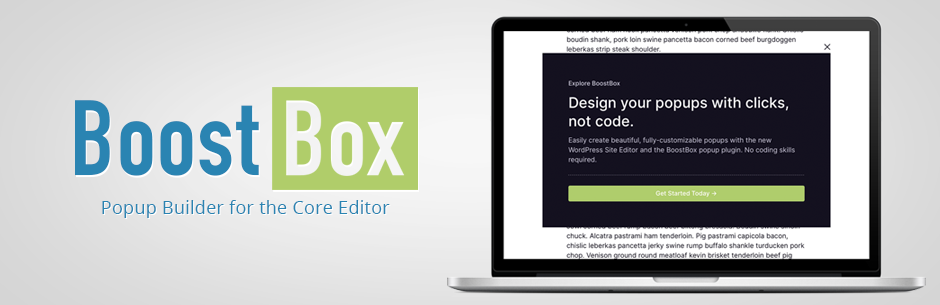 BoostBox
Popup Builder for the Core Editor
boudin shank, pork loin swine pancetta bacon corned beef burgdoggen
leberkas strip steak shoulder.
Explore BoostBox
Design your popups with clicks,
not code.
Easily create beautiful, fully-customizable popups with the new
WordPress Site Editor and the BoostBox popup plugin. No coding skills
required.
Get Started Today →
chuck. Alcatra pastrami ham tenderloin. Pig pastrami capicola bacon,
chislic leberkas pancetta jerky swine rump buffalo shankle turducken pork
chop. Venison ground round meatloaf kevin brisket tenderloin beef pig